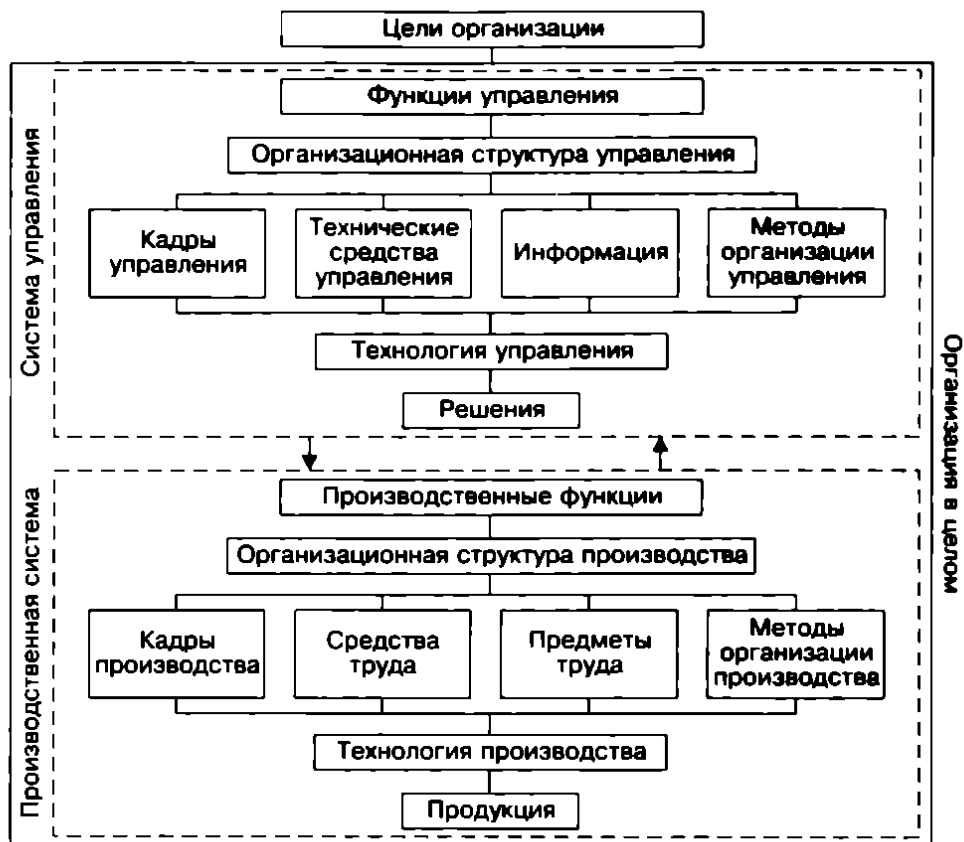 Цели организации
Система управления
Функции управления
Организационная структура управления
Кадры
управления
Технические
средства
управления
Информация
Методы
организации
управления
Технология управления
Решения
Организация в целом
Производственная система
Производственные функции
Организационная структура производства
Кадры
производства
Средства
труда
Предметы
труда
Методы
организации
производства
Технология производства
Продукция